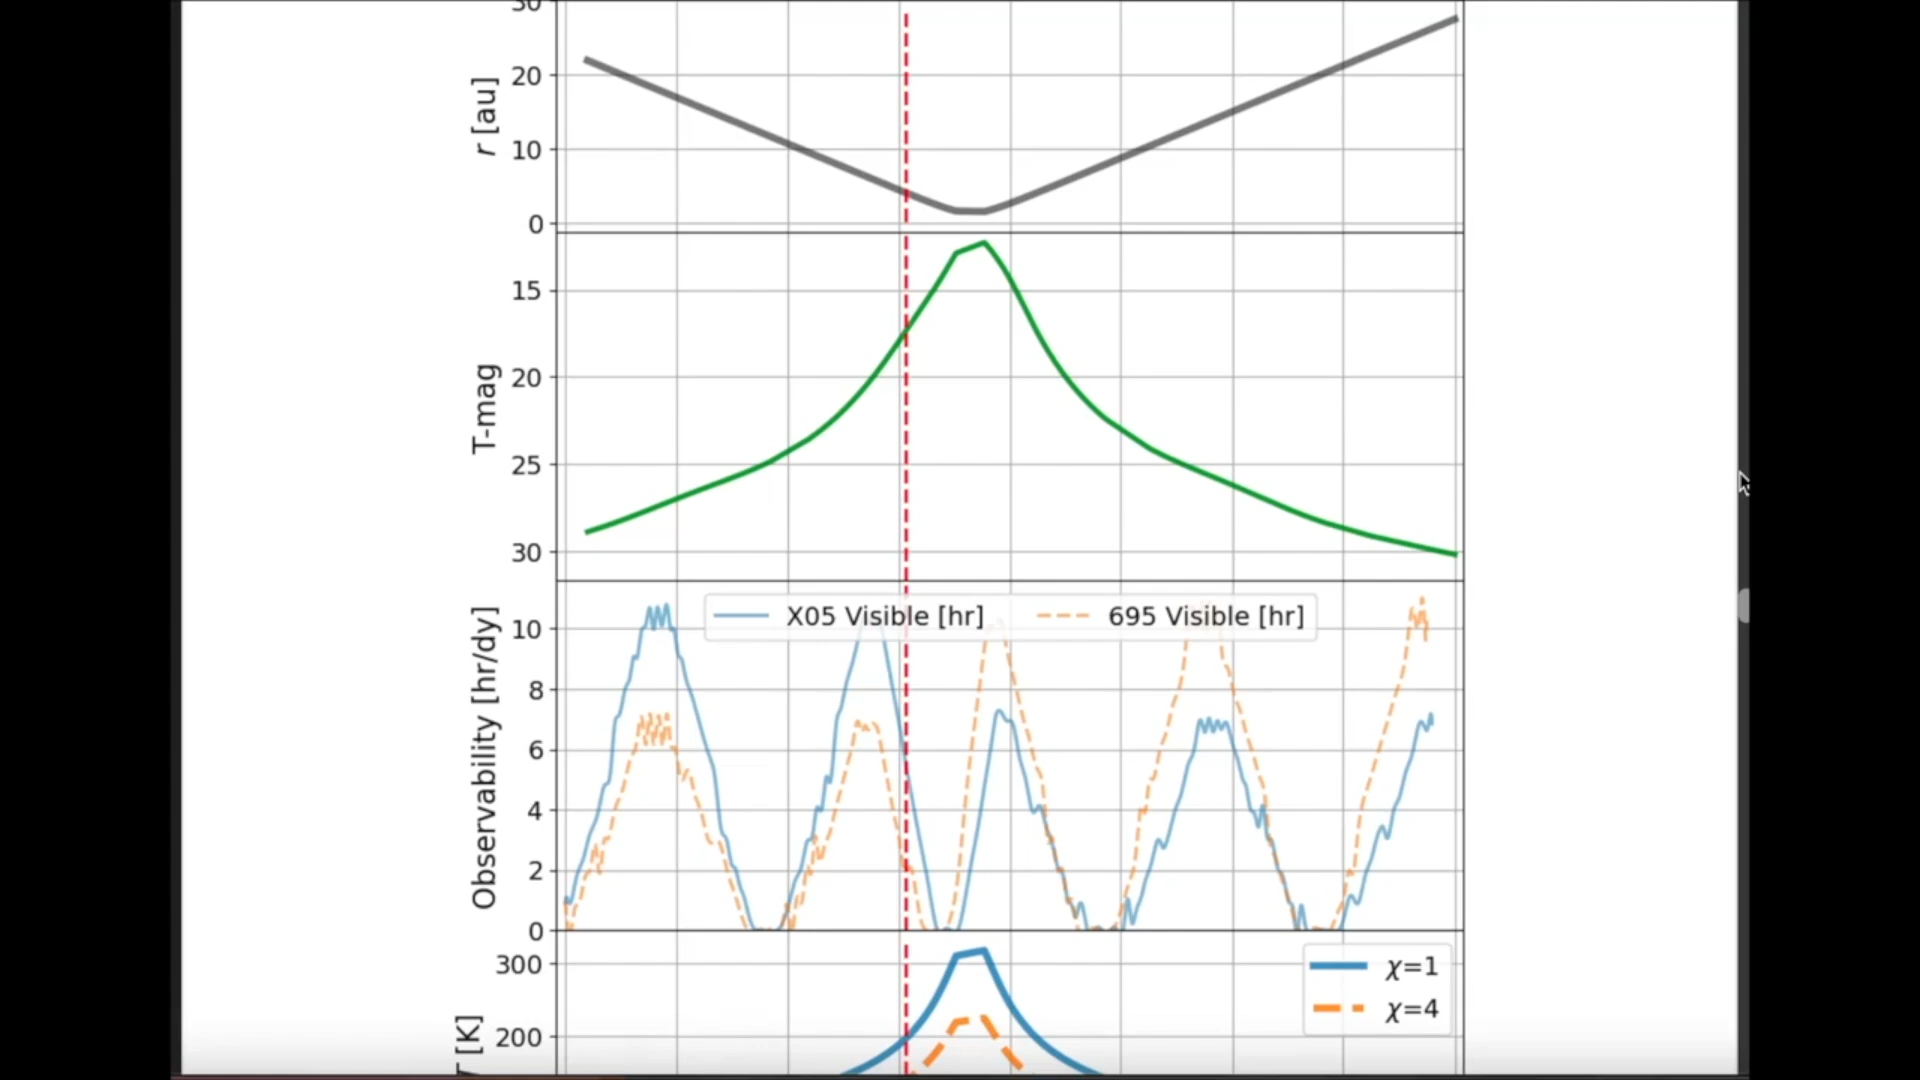 30
20
10
0
r [au]
15
20
25
30
T-mag
X05 Visible [hr]
695 Visible [hr]
10
8
6
4
2
0
Observability [hr/dy]
300
200
T [K]
χ=1
χ=4